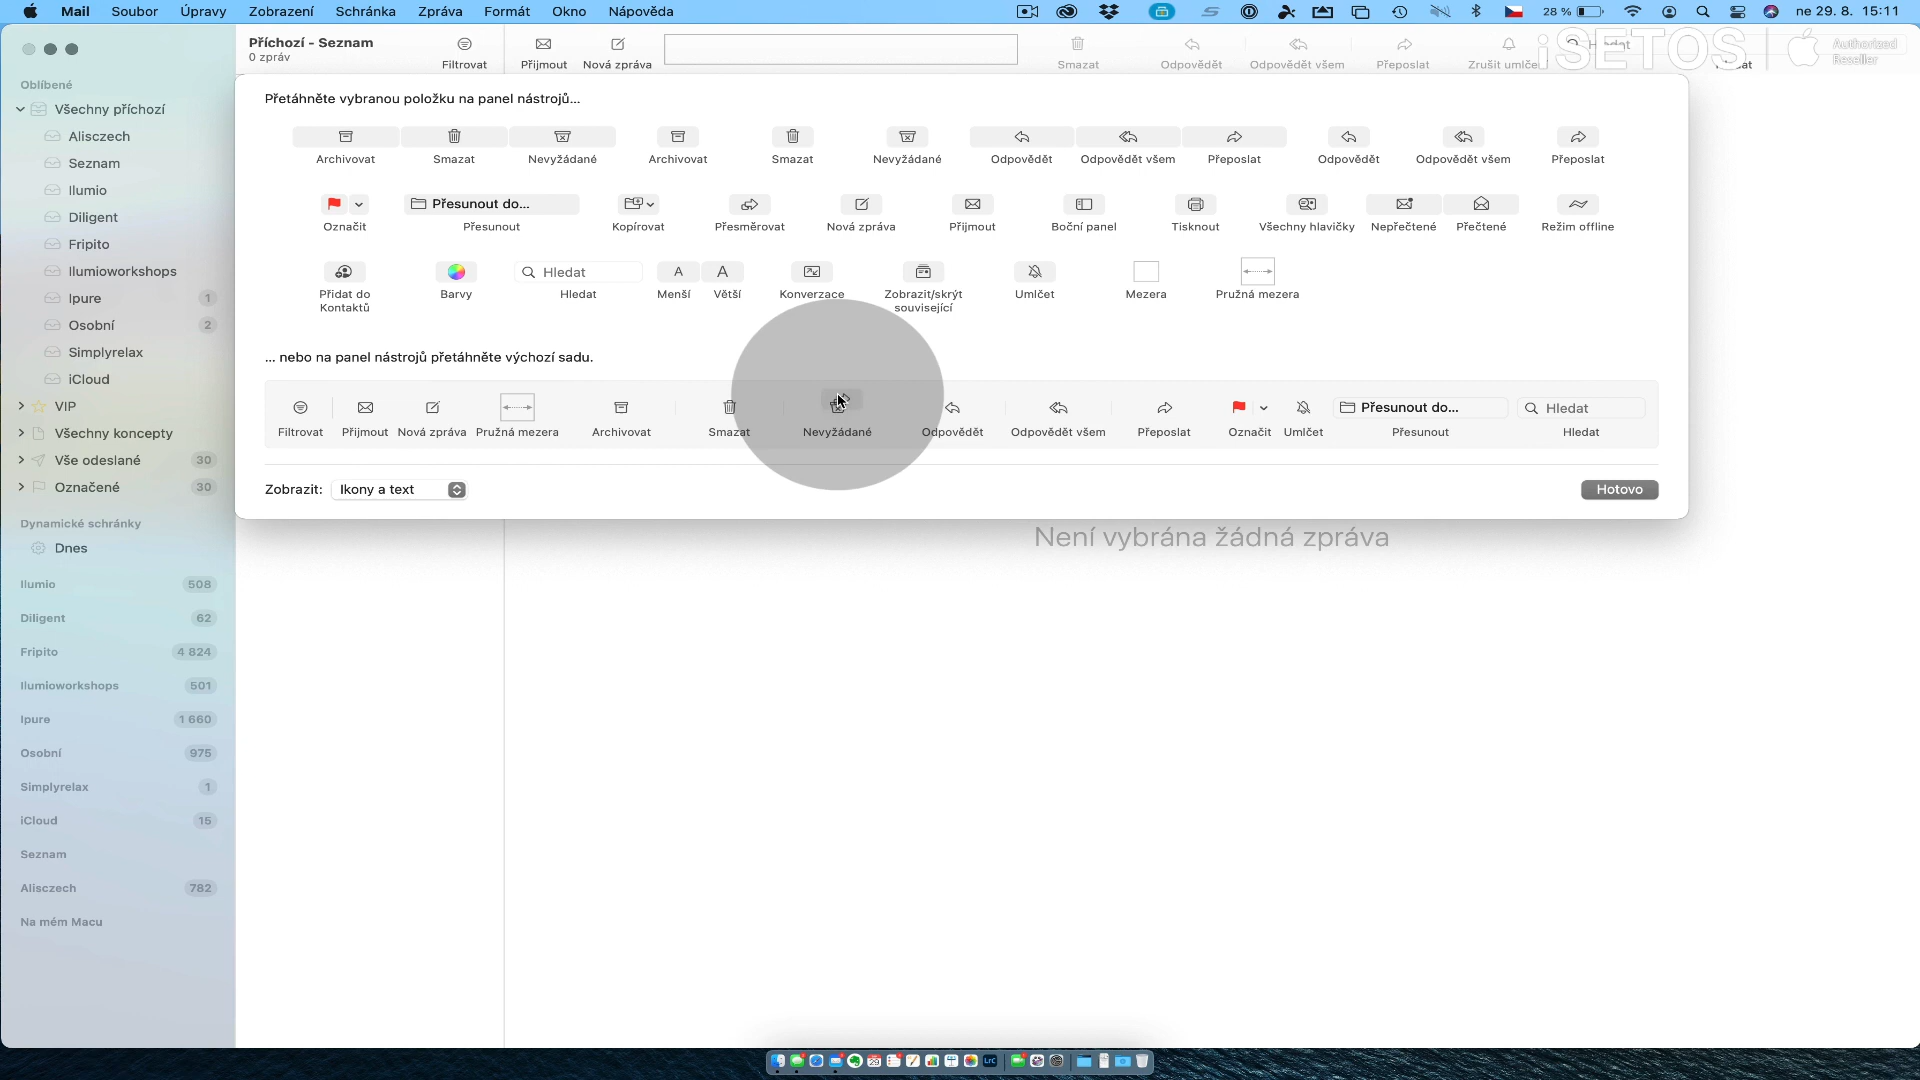 Mail Soubor Úpravy Zobrazení Schránka Zpráva Formát Okno Nápověda 28 % ne 29. 8. 15:11
Příchozí – Seznam
0 zpráv
Filtrovat Přijmout Nová zpráva Smazat Odpovědět Odpovědět všem Přeposlat
iSETOS Authorized
Reseller
Oblíbené
Všechny příchozí
Alisczech
Seznam
Ilumio
Diligent
Fripito
Ilumioworkshops
Ipure 1
Osobní 2
Simplyrelax
iCloud
VIP
Všechny koncepty
Vše odeslané 30
Označené 30
Dynamické schránky
Dnes
Ilumio 508
Diligent 62
Fripito 4 824
Ilumioworkshops 501
Ipure 1 660
Osobní 975
Simplyrelax 1
iCloud 15
Seznam
Alisczech 782
Na mém Macu
Přetáhněte vybranou položku na panel nástrojů...
Archivovat Smazat Nevyžádané Archivovat Smazat Nevyžádané Odpovědět Odpovědět všem Přeposlat Odpovědět Odpovědět všem Přeposlat
Přesunout do...
Označit Přesunout Kopírovat Přesměrovat Nová zpráva Přijmout Boční panel Tisknout Všechny hlavičky Nepřečtené Přečtené Režim offline
Hledat A A
Přidat do Kontaktů Barvy Hledat Menší Větší Konverzace Zobrazit/skrýt související Umlčet Mezera Pružná mezera
... nebo na panel nástrojů přetáhněte výchozí sadu.
Přesunout do... Hledat
Filtrovat Přijmout Nová zpráva Pružná mezera Archivovat Smazat Nevyžádané Odpovědět Odpovědět všem Přeposlat Označit Umlčet Přesunout Hledat
Zobrazit: Ikony a text Hotovo
Není vybrána žádná zpráva
LrC